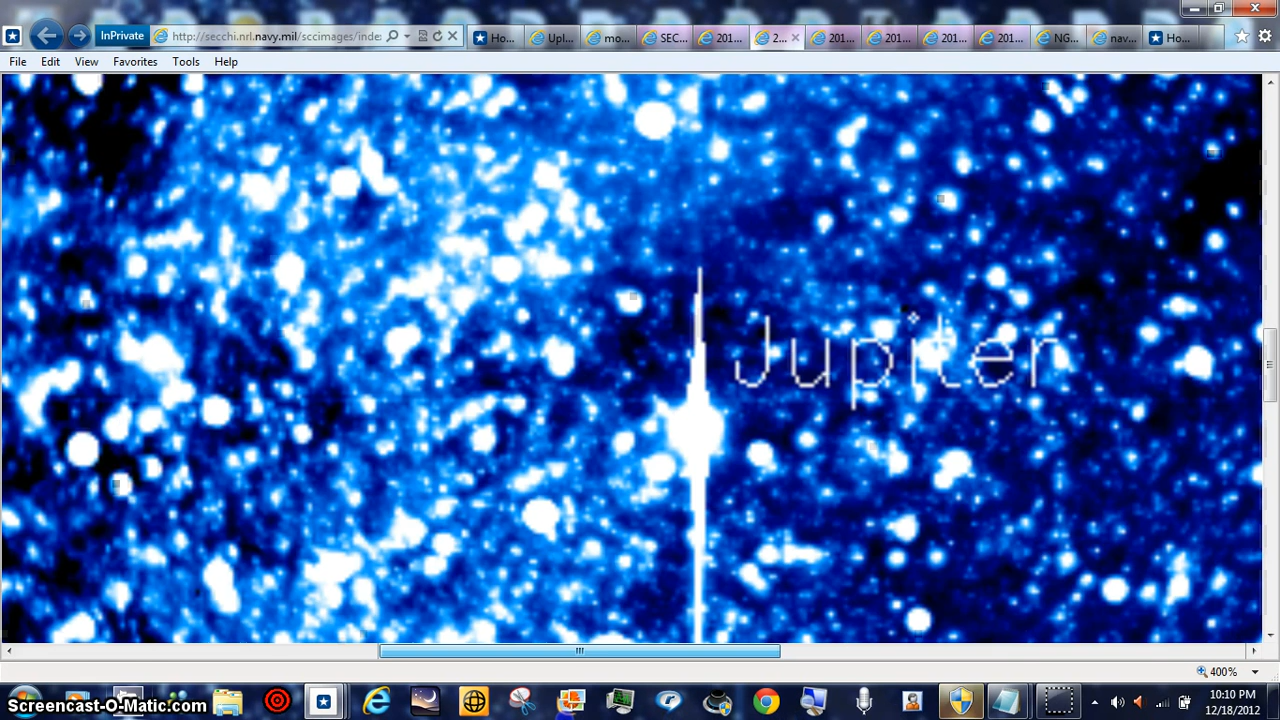 InPrivate
http://secchi.nrl.navy.mil/sccimages/inde:
Ho...
Upl...
mo...
SEC...
201...
2...
201...
201...
201...
201...
NG...
nav...
Ho...
File Edit View Favorites Tools Help
Jupiter
400%
Screencast-O-Matic.com
10:10 PM
12/18/2012